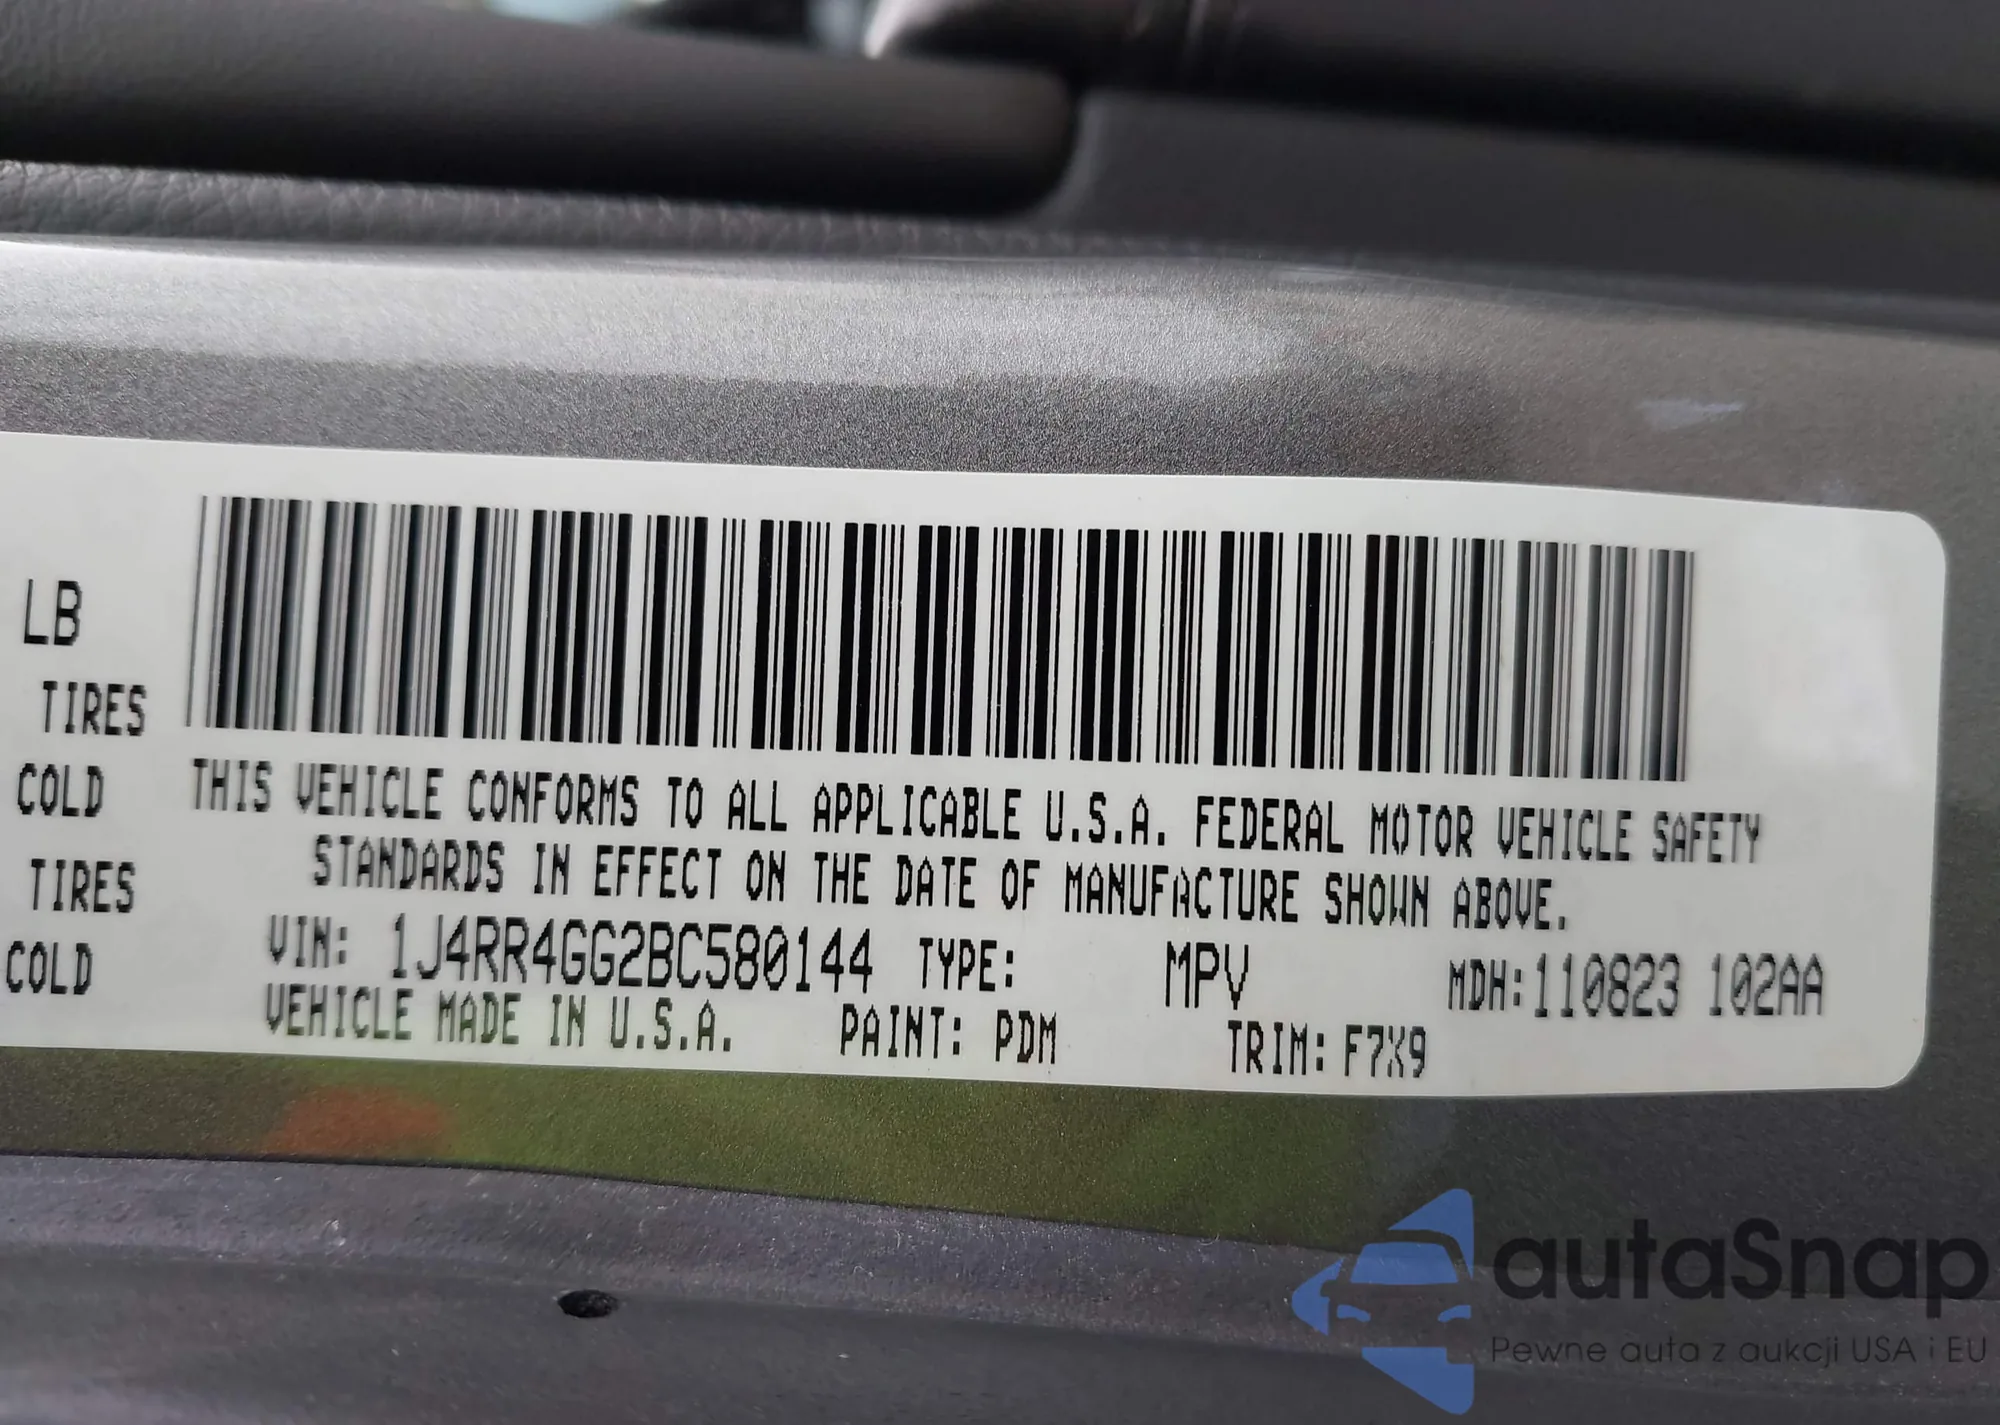 LB
TIRES
COLD
TIRES
COLD
THIS VEHICLE CONFORMS TO ALL APPLICABLE U.S.A. FEDERAL MOTOR VEHICLE SAFETY
STANDARDS IN EFFECT ON THE DATE OF MANUFACTURE SHOWN ABOVE.
VIN: 1J4RR4GG2BC580144 TYPE: MPV MDH:110823 102AA
VEHICLE MADE IN U.S.A. PAINT: PDM TRIM: F7X9
autaSnap
Pewne auta z aukcji USA i EU